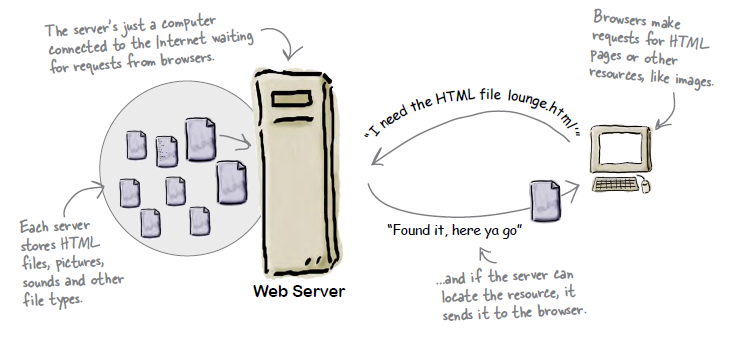 The server's just a computer
connected to the Internet waiting
for requests from browsers.
Browsers make
requests for HTML
pages or other
resources, like images.
"I need the HTML file lounge.html'"
Each server
stores HTML
files, pictures,
sounds and other
file types.
Web Server
"Found it, here ya go"
...and if the server can
locate the resource, it
sends it to the browser.